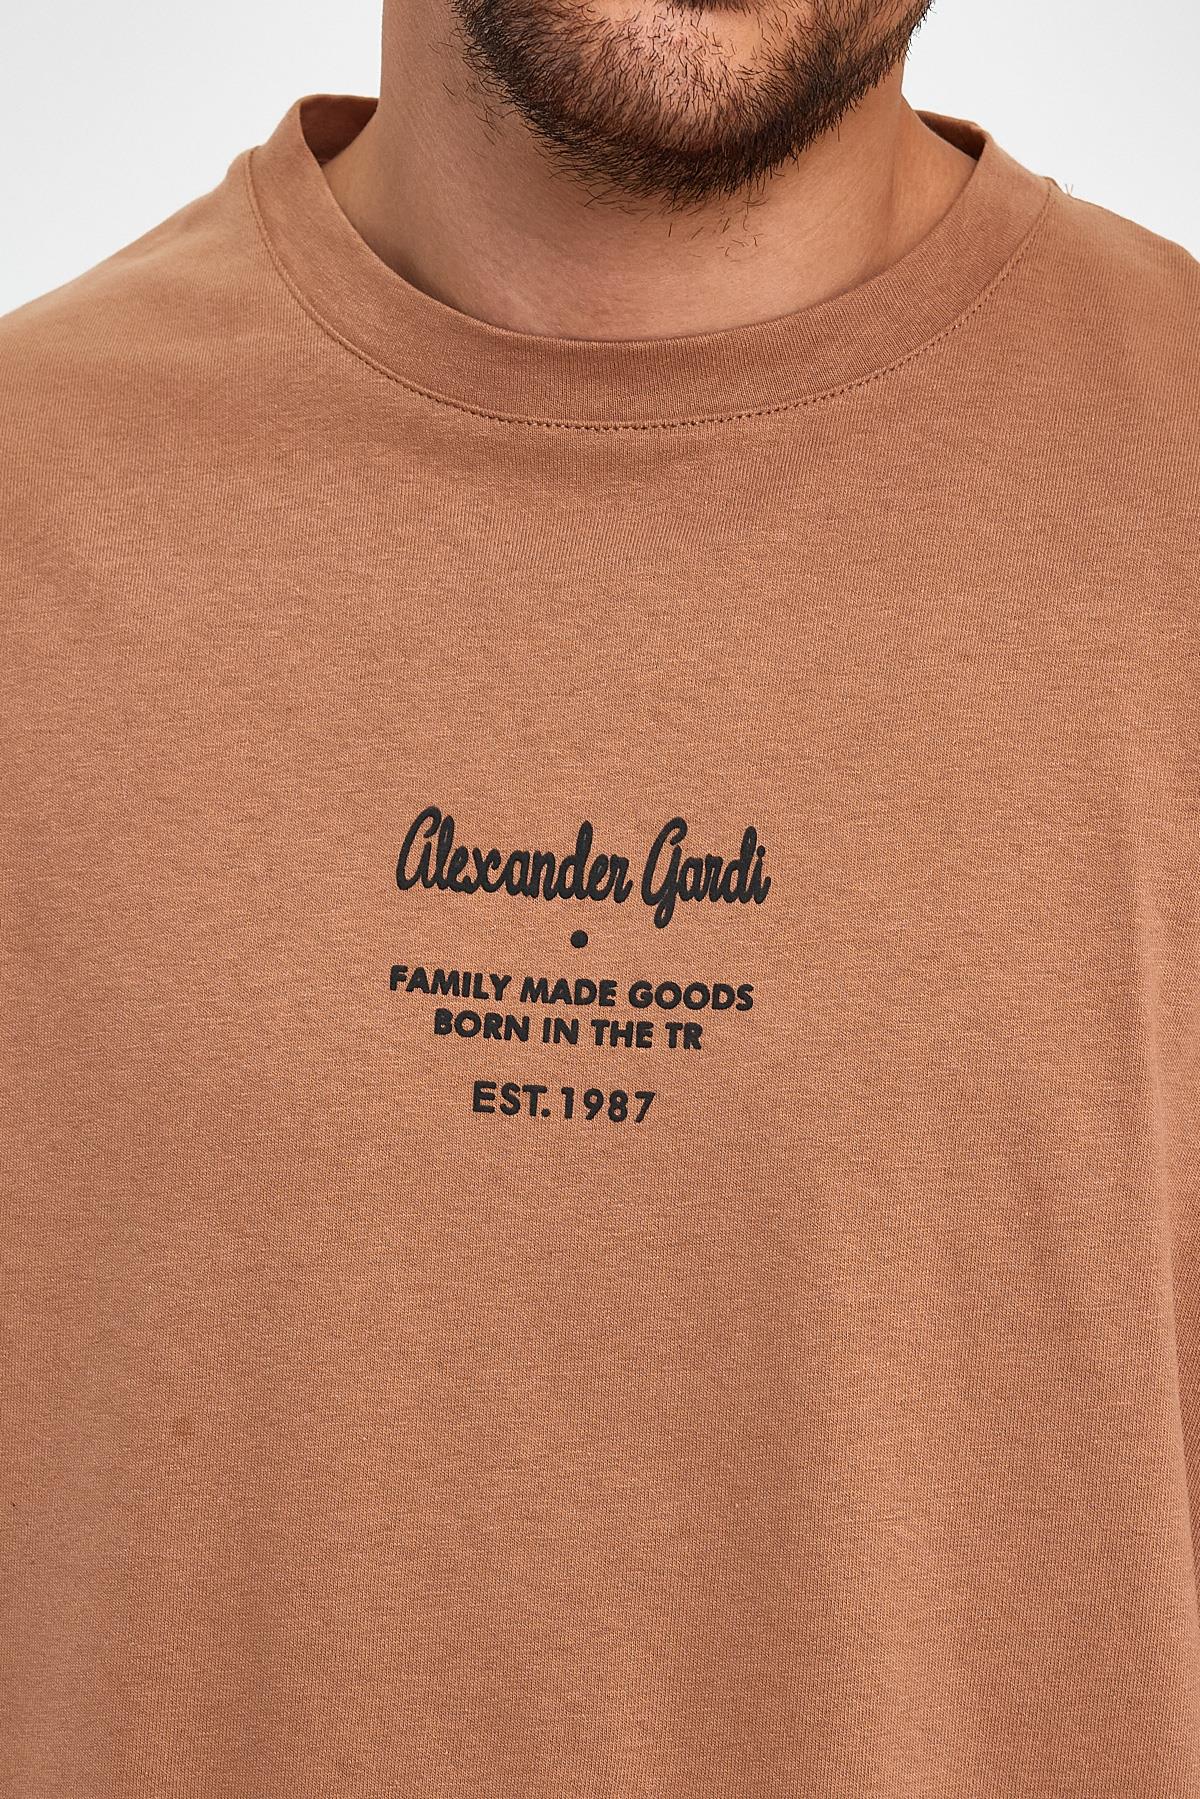 Alexander Gardi
•
FAMILY MADE GOODS
BORN IN THE TR
EST. 1987